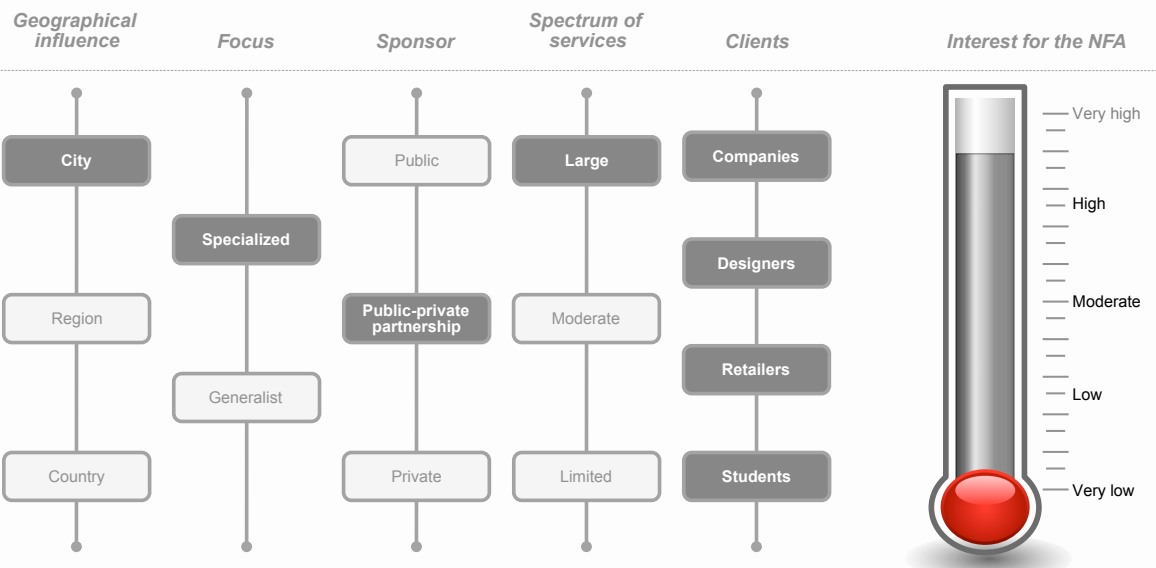 Geographical
influence
Focus
Sponsor
Spectrum of
services
Clients
Interest for the NFA
City
Region
Country
Specialized
Generalist
Public
Public-private
partnership
Private
Large
Moderate
Limited
Companies
Designers
Retailers
Students
Very high
High
Moderate
Low
Very low